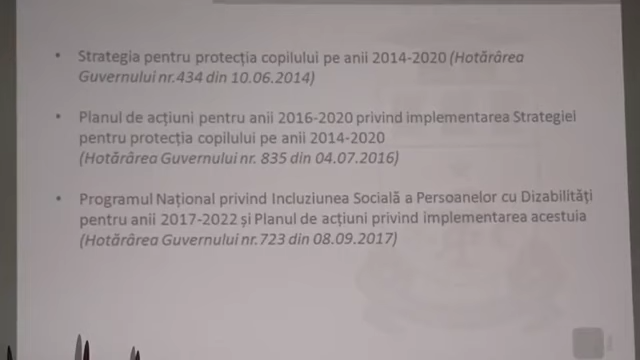 • Strategia pentru protecția copilului pe anii 2014-2020 (Hotărârea
Guvernului nr.434 din 10.06.2014)
• Planul de acțiuni pentru anii 2016-2020 privind implementarea Strategiei
pentru protecția copilului pe anii 2014-2020
(Hotărârea Guvernului nr. 835 din 04.07.2016)
• Programul Național privind Incluziunea Socială a Persoanelor cu Dizabilități
pentru anii 2017-2022 și Planul de acțiuni privind implementarea acestuia
(Hotărârea Guvernului nr.723 din 08.09.2017)